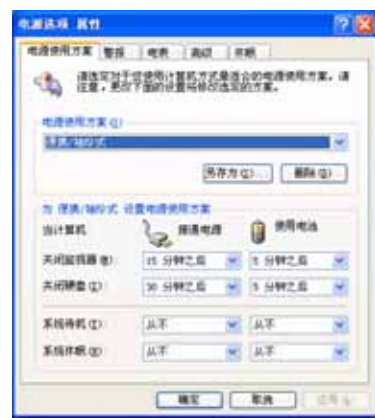 电源选项 属性
电源使用方案 警报 电表 高级 休眠
请选定对于您使用计算机方式最适合的电源使用方案。请
注意，更改下面的设置将修改选定的方案。
电源使用方案(C)
便携/袖珍式
另存为(S) 删除(D)
为 便携/袖珍式 设置电源使用方案
当计算机 接通电源 使用电池
关闭监视器(M): 15 分钟之后 5 分钟之后
关闭硬盘(I): 30 分钟之后 5 分钟之后
系统待机(T): 从不 从不
系统休眠(H): 从不 从不
确定 取消 应用(A)